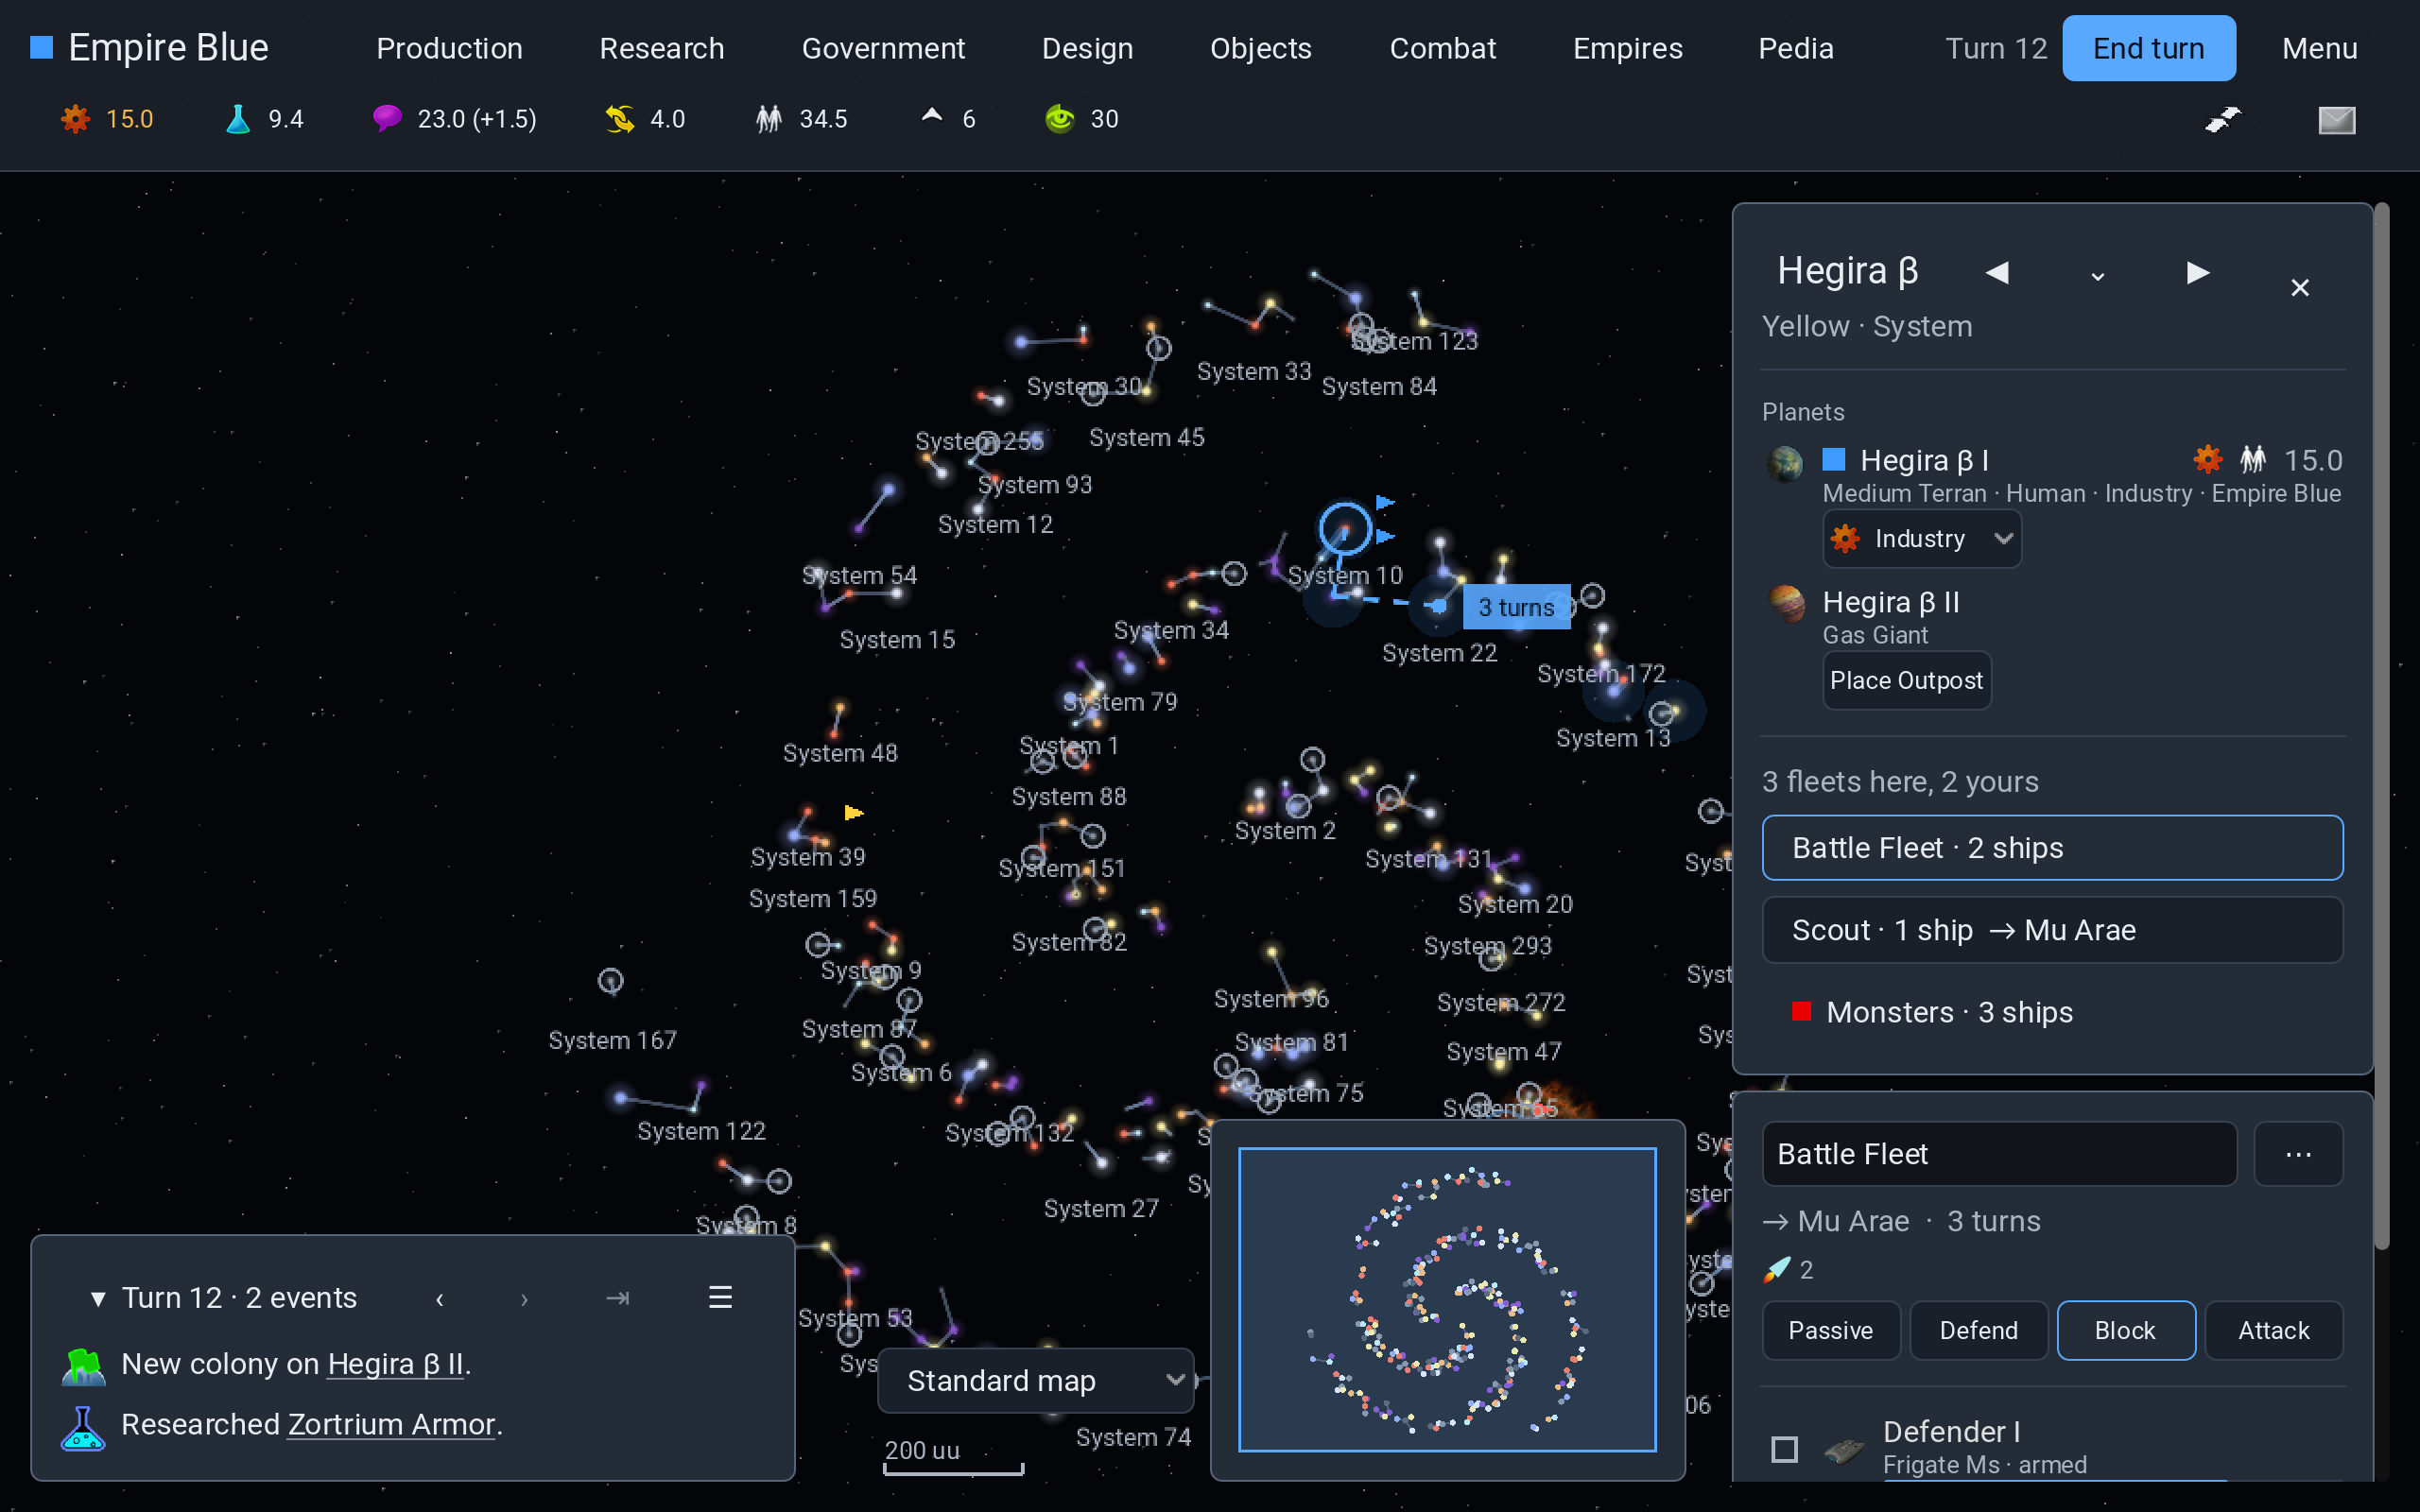 Empire Blue
Production
Research
Government
Design
Objects
Combat
Empires
Pedia
Turn 12
End turn
Menu
15.0
9.4
23.0 (+1.5)
4.0
34.5
6
30
System 123
System 33
System 84
System 30
System 45
System 255
System 93
System 12
System 54
System 10
System 15
System 34
3 turns
System 22
System 172
System 79
System 13
System 1
System 48
System 88
System 2
System 39
System 151
System 131
System 159
System 20
System 82
System 293
System 9
System 96
System 272
System 167
System 87
System 81
System 47
System 6
System 75
System 65
System 122
System 132
System 27
System 8
System 53
System 74
Hegira β
◀
⌄
▶
×
Yellow · System
Planets
Hegira β I
15.0
Medium Terran · Human · Industry · Empire Blue
Industry
Hegira β II
Gas Giant
Place Outpost
3 fleets here, 2 yours
Battle Fleet · 2 ships
Scout · 1 ship → Mu Arae
Monsters · 3 ships
Battle Fleet
...
→ Mu Arae · 3 turns
2
Passive
Defend
Block
Attack
Defender I
Frigate Ms · armed
▼ Turn 12 · 2 events
‹
›
⇥
☰
New colony on Hegira β II.
Researched Zortrium Armor.
Standard map
200 uu